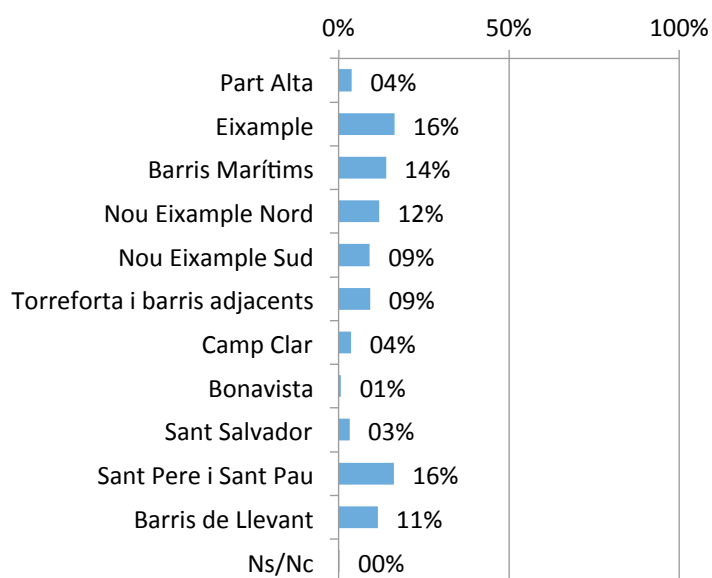 0% 50% 100%
Part Alta 04%
Eixample 16%
Barris Marítims 14%
Nou Eixample Nord 12%
Nou Eixample Sud 09%
Torreforta i barris adjacents 09%
Camp Clar 04%
Bonavista 01%
Sant Salvador 03%
Sant Pere i Sant Pau 16%
Barris de Llevant 11%
Ns/Nc 00%